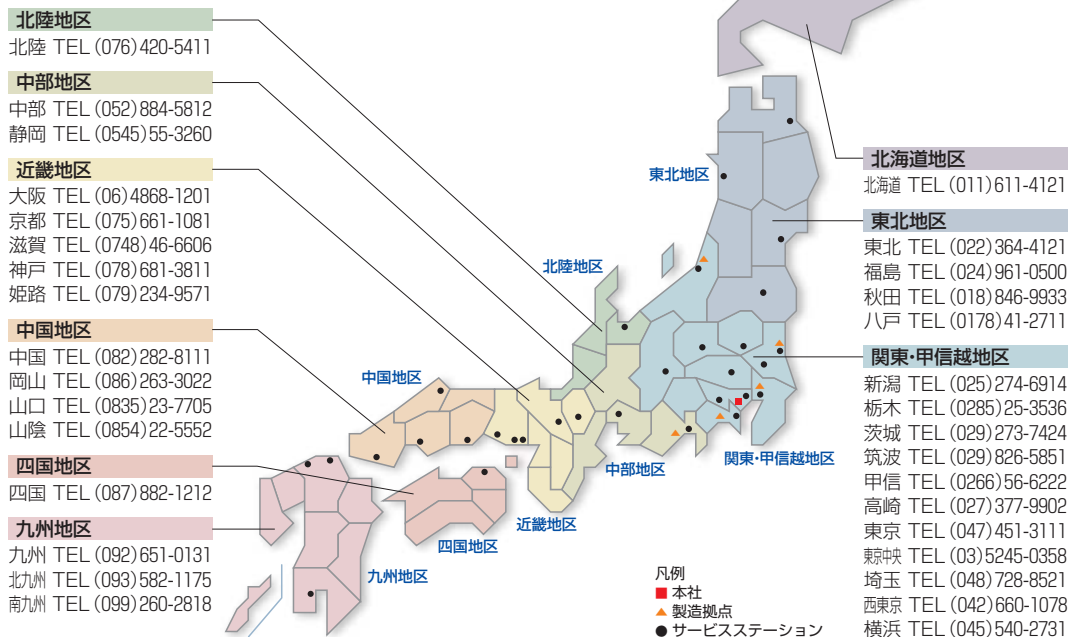 北陸地区
北陸 TEL (076)420-5411
中部地区
中部 TEL (052)884-5812
静岡 TEL (0545)55-3260
近畿地区
大阪 TEL (06)4868-1201
京都 TEL (075)661-1081
滋賀 TEL (0748)46-6606
神戸 TEL (078)681-3811
姫路 TEL (079)234-9571
中国地区
中国 TEL (082)282-8111
岡山 TEL (086)263-3022
山口 TEL (0835)23-7705
山陰 TEL (0854)22-5552
四国地区
四国 TEL (087)882-1212
九州地区
九州 TEL (092)651-0131
北九州 TEL (093)582-1175
南九州 TEL (099)260-2818
東北地区
北陸地区
中国地区
中部地区
関東・甲信越地区
近畿地区
四国地区
九州地区
凡例
本社
製造拠点
サービスステーション
北海道地区
北海道 TEL (011)611-4121
東北地区
東北 TEL (022)364-4121
福島 TEL (024)961-0500
秋田 TEL (018)846-9933
八戸 TEL (0178)41-2711
関東・甲信越地区
新潟 TEL (025)274-6914
栃木 TEL (0285)25-3536
茨城 TEL (029)273-7424
筑波 TEL (029)826-5851
甲信 TEL (0266)56-6222
高崎 TEL (027)377-9902
東京 TEL (047)451-3111
東京中央 TEL (03)5245-0358
埼玉 TEL (048)728-8521
西東京 TEL (042)660-1078
横浜 TEL (045)540-2731